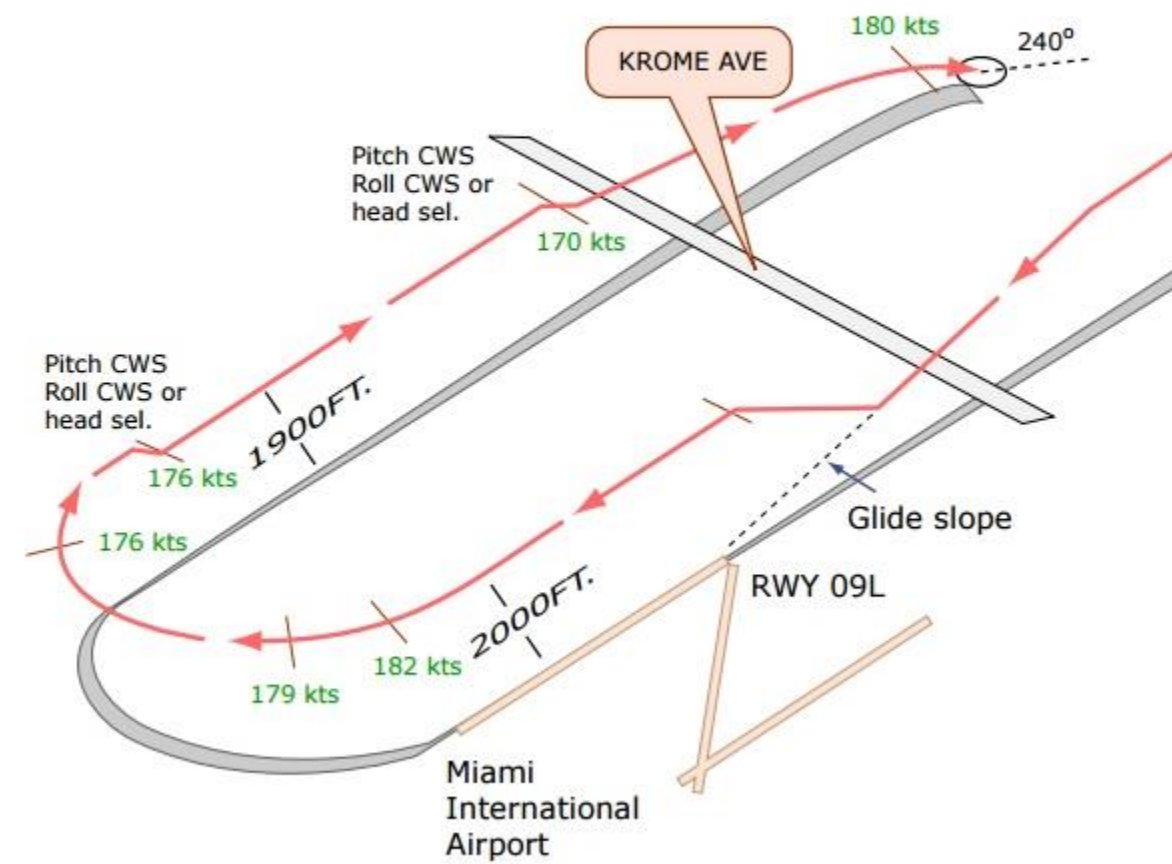 180 kts
240°
KROME AVE
Pitch CWS
Roll CWS or
head sel.
170 kts
Pitch CWS
Roll CWS or
head sel.
1900FT.
176 kts
Glide slope
176 kts
RWY 09L
2000FT.
182 kts
179 kts
Miami
International
Airport